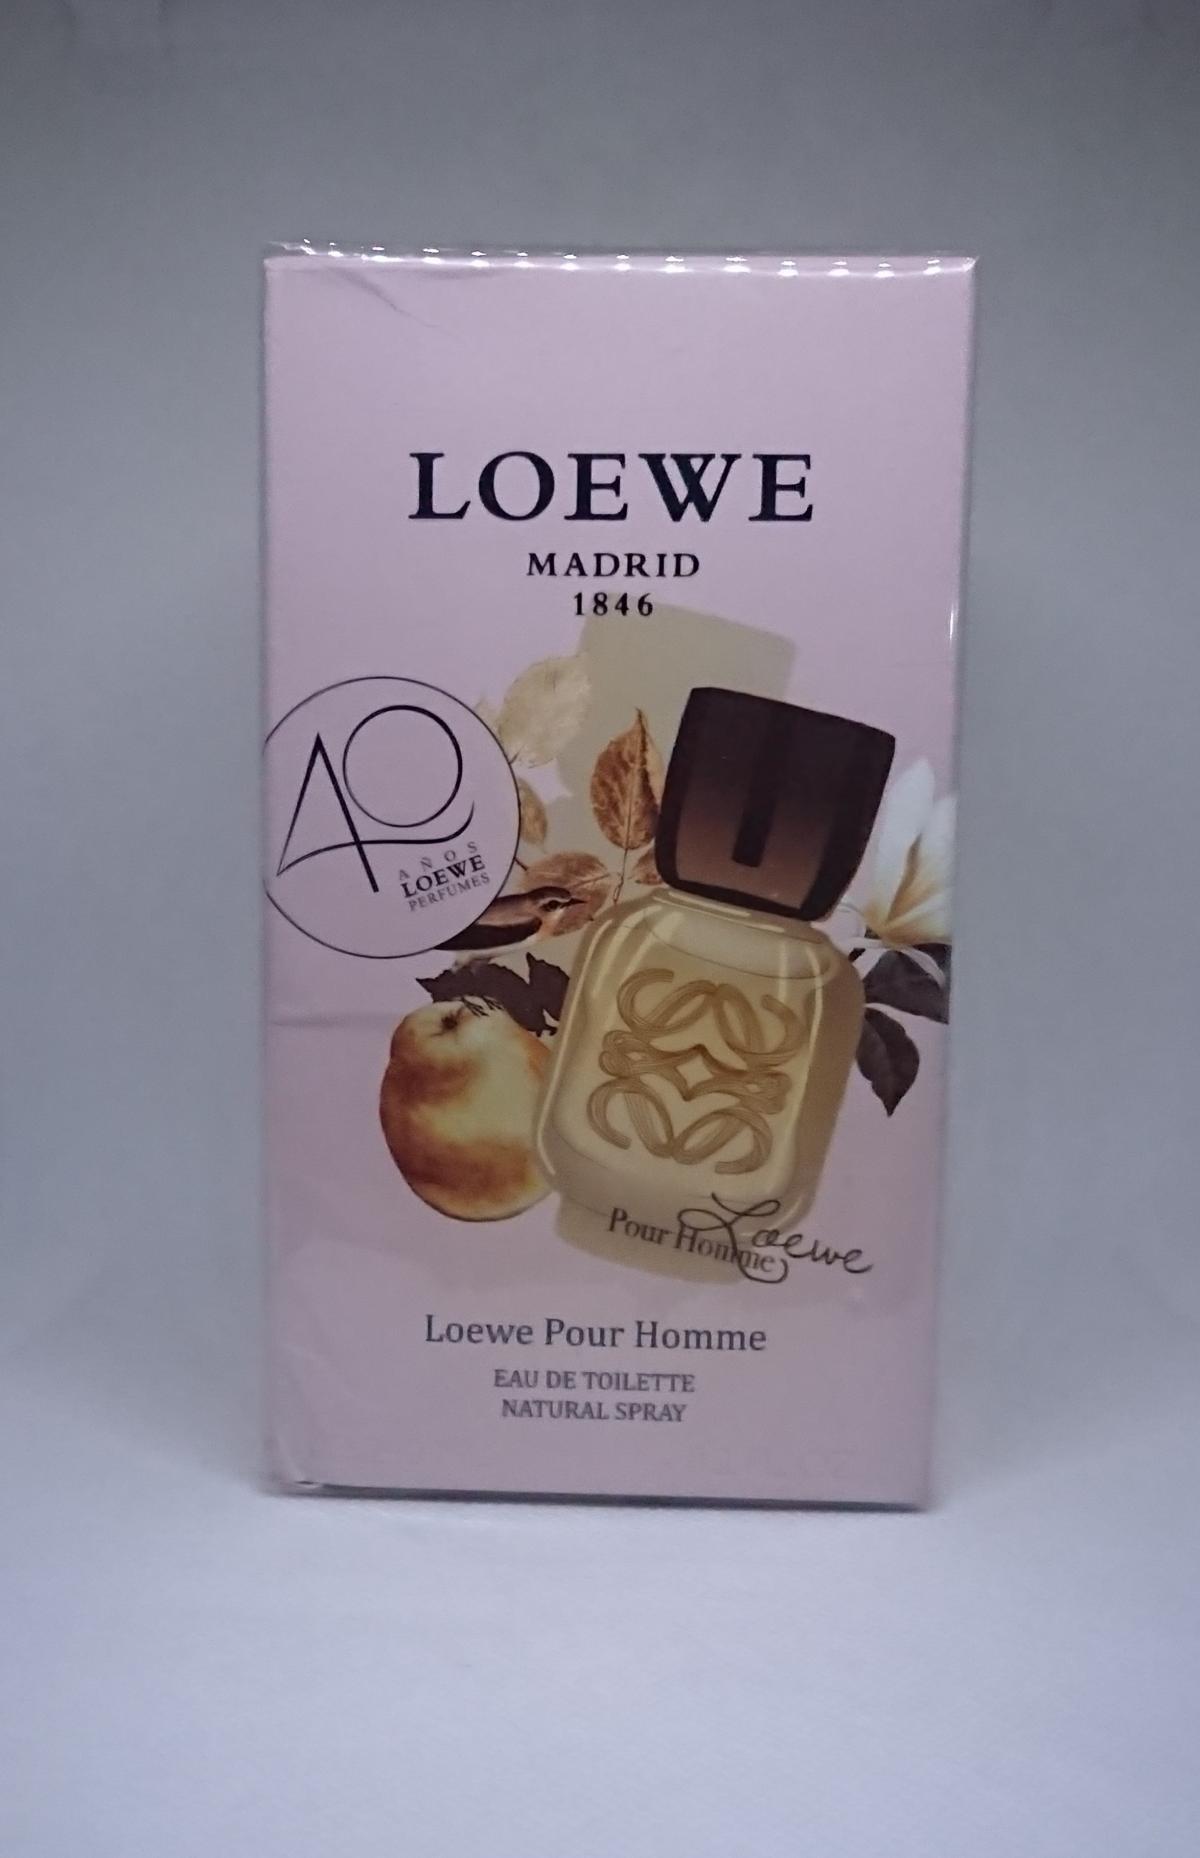 LOEWE
MADRID
1846
40
AÑOS
LOEWE
PERFUMES
Pour Homme
Loewe
Loewe Pour Homme
EAU DE TOILETTE
NATURAL SPRAY